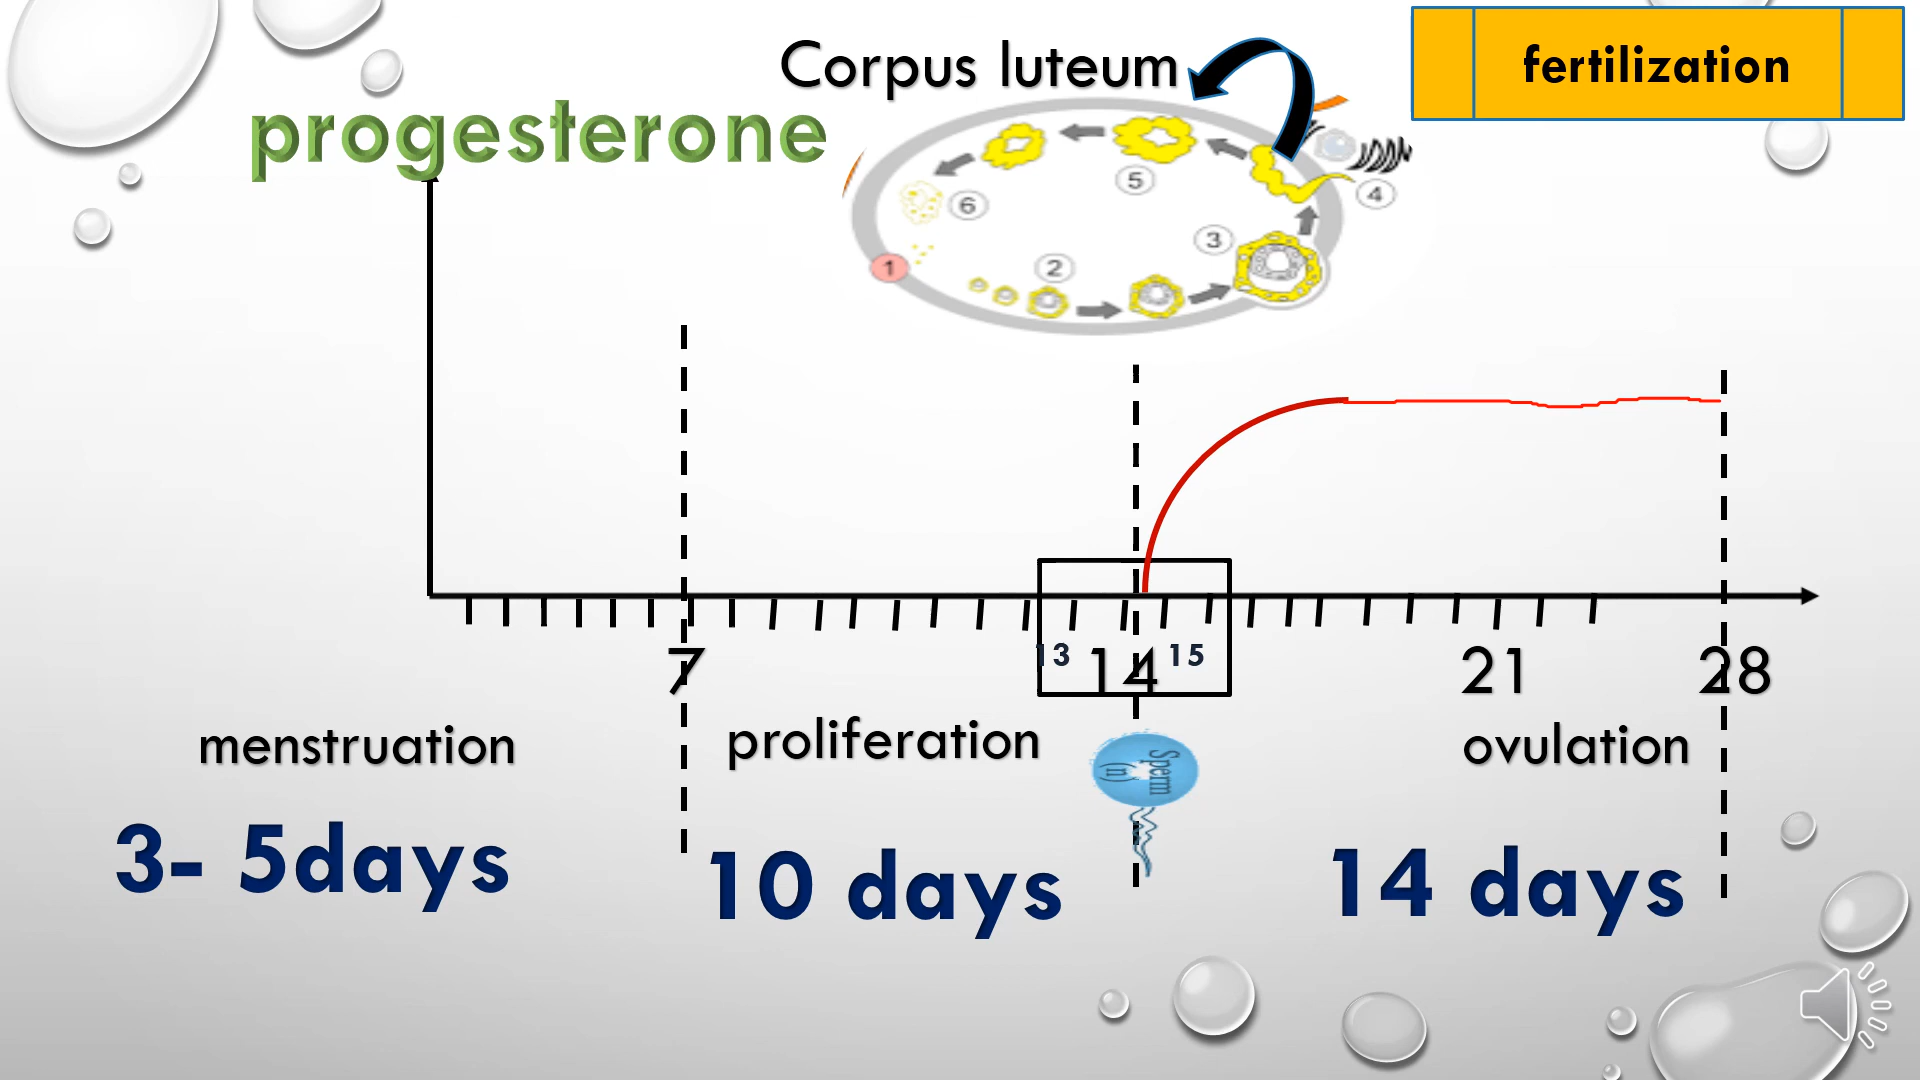 Corpus luteum
fertilization
progesterone
4
5
6
3
1
2
13 14 15
7
21
28
menstruation
proliferation
ovulation
Sperm
(n)
3- 5days
10 days
14 days